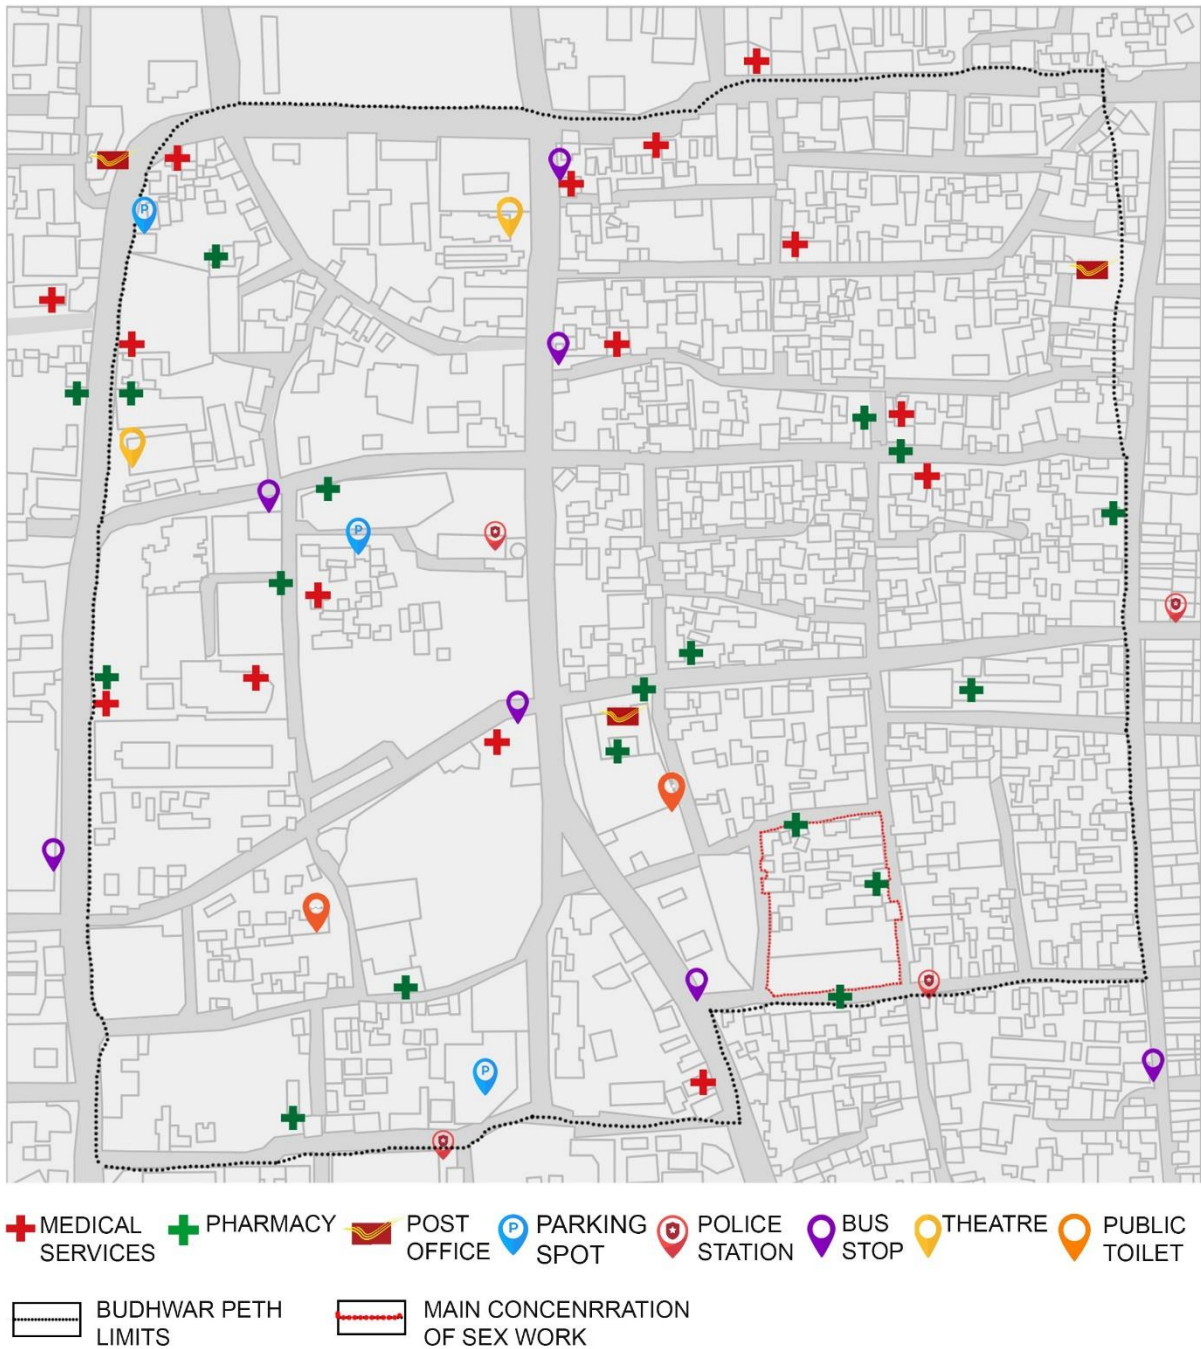 P
P
P
MEDICAL
SERVICES
PHARMACY
POST
OFFICE
P
PARKING
SPOT
POLICE
STATION
BUS
STOP
THEATRE
PUBLIC
TOILET
BUDHWAR PETH
LIMITS
MAIN CONCENRRATION
OF SEX WORK